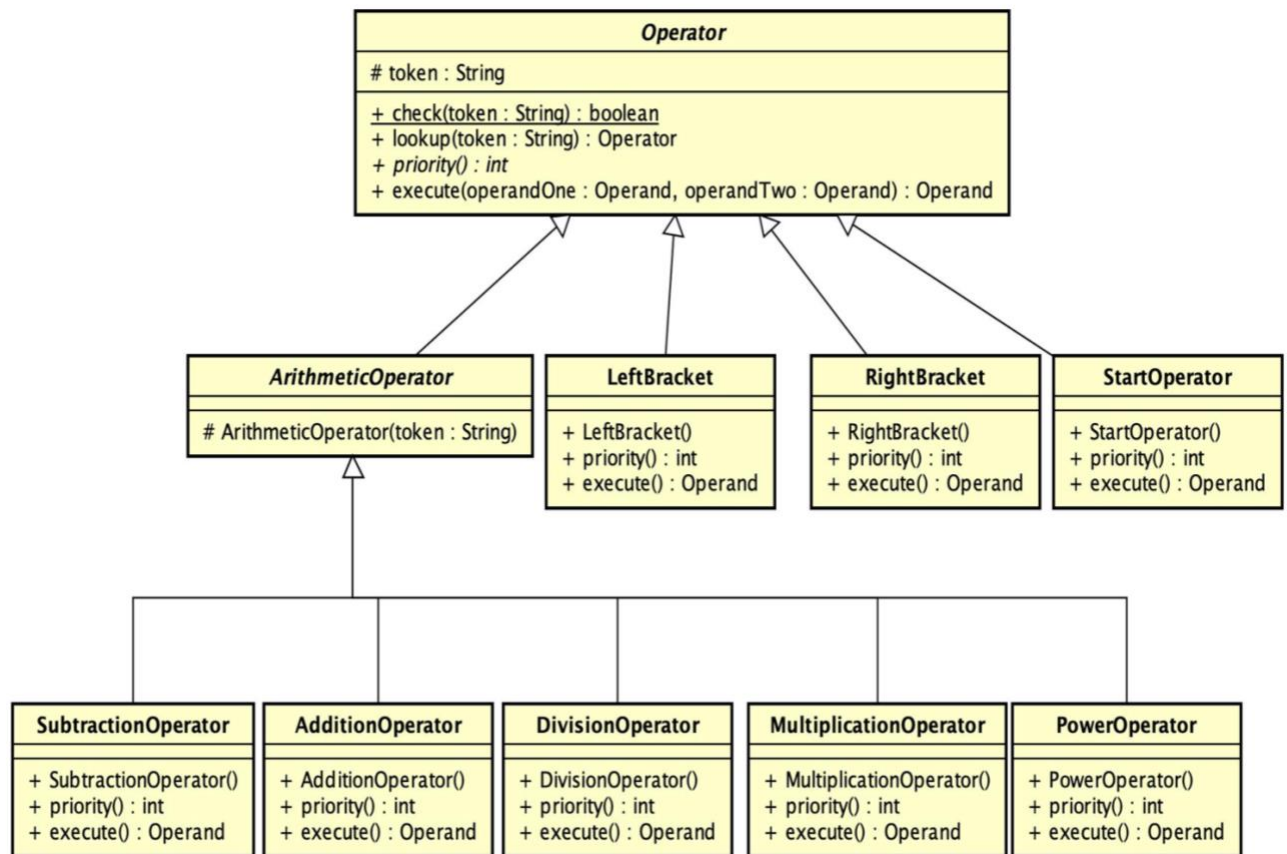 Operator
# token : String
+ check(token : String) : boolean
+ lookup(token : String) : Operator
+ priority() : int
+ execute(operandOne : Operand, operandTwo : Operand) : Operand
ArithmeticOperator
# ArithmeticOperator(token : String)
LeftBracket
+ LeftBracket()
+ priority() : int
+ execute() : Operand
RightBracket
+ RightBracket()
+ priority() : int
+ execute() : Operand
StartOperator
+ StartOperator()
+ priority() : int
+ execute() : Operand
SubtractionOperator
+ SubtractionOperator()
+ priority() : int
+ execute() : Operand
AdditionOperator
+ AdditionOperator()
+ priority() : int
+ execute() : Operand
DivisionOperator
+ DivisionOperator()
+ priority() : int
+ execute() : Operand
MultiplicationOperator
+ MultiplicationOperator()
+ priority() : int
+ execute() : Operand
PowerOperator
+ PowerOperator()
+ priority() : int
+ execute() : Operand